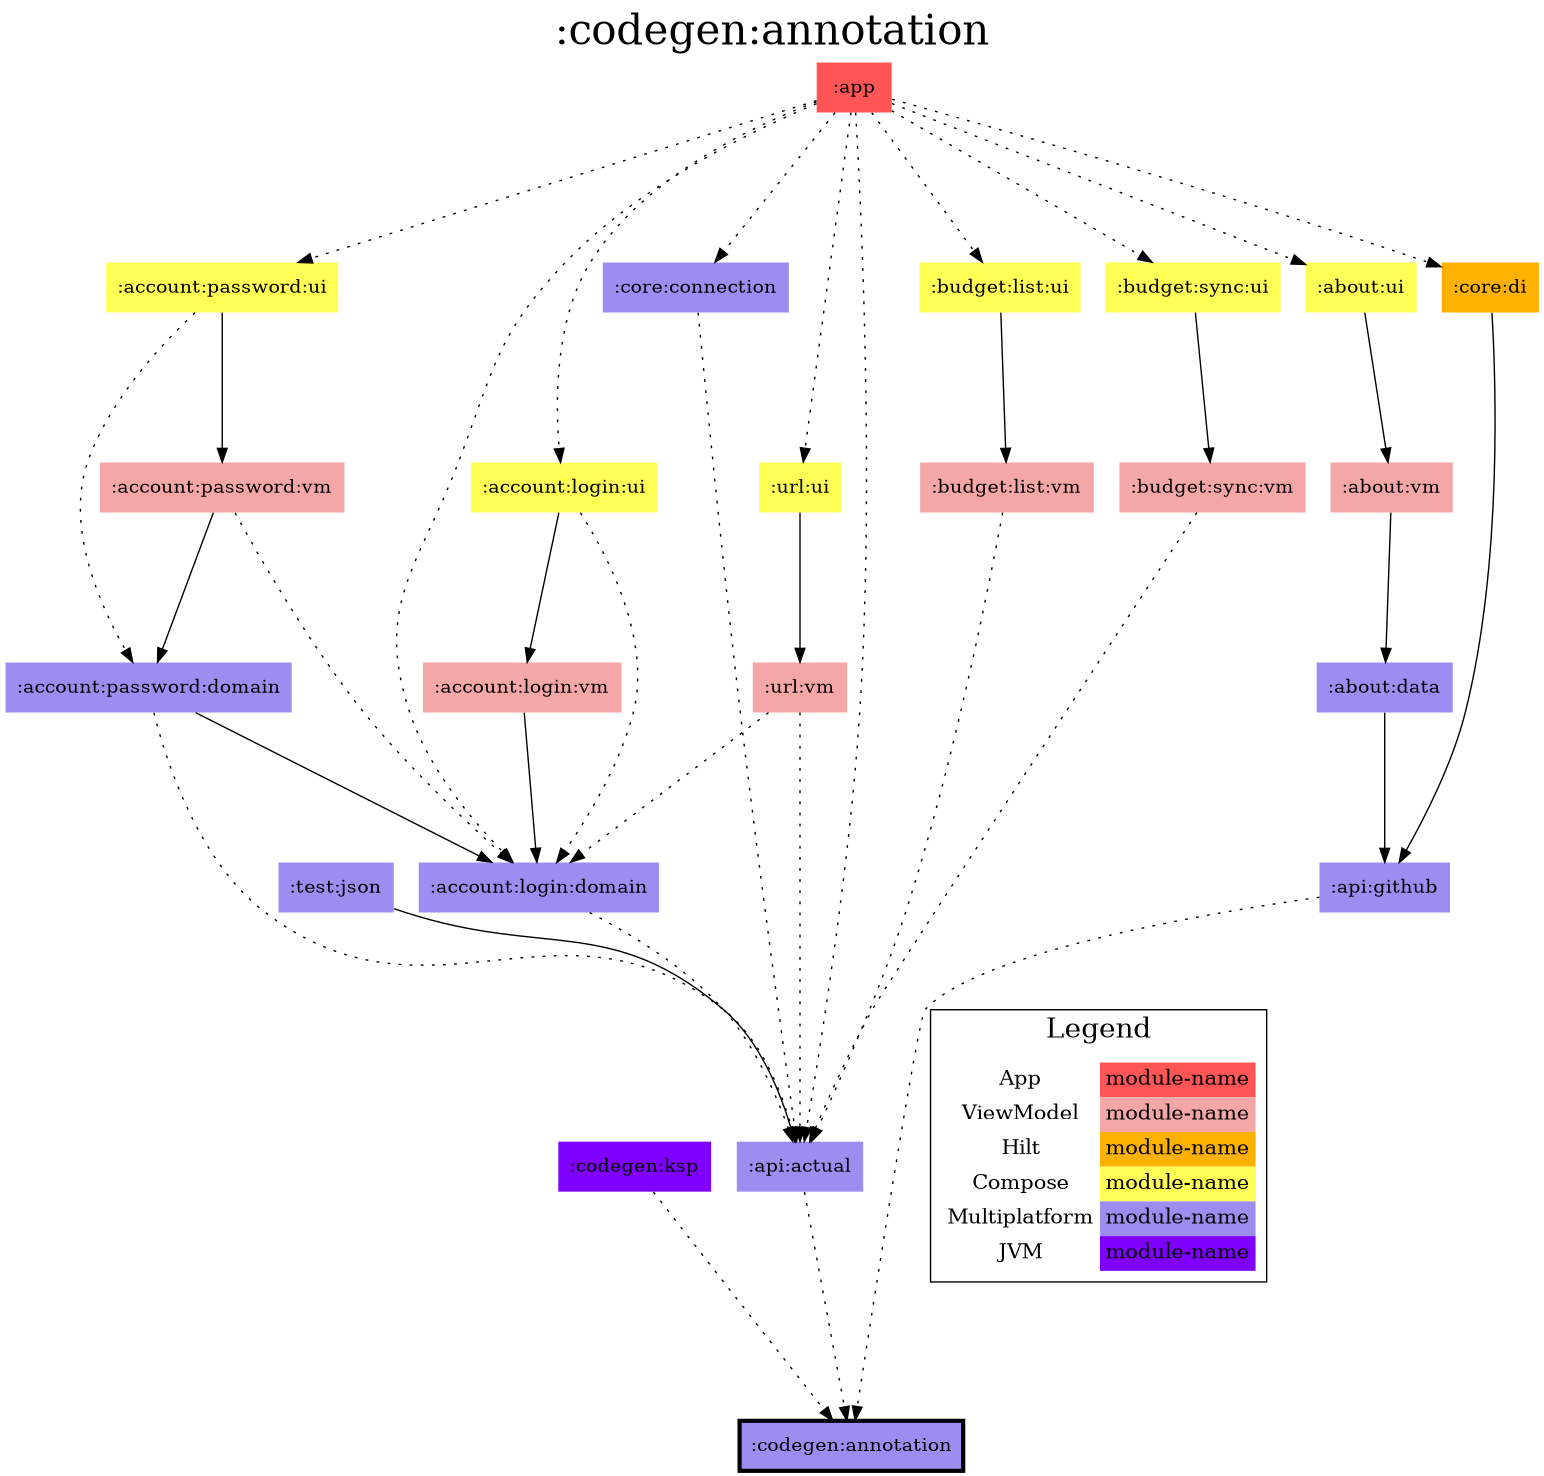 :codegen:annotation
:app
:account:password:ui
:core:connection
:budget:list:ui
:budget:sync:ui
:about:ui
:core:di
:account:password:vm
:account:login:ui
:url:ui
:budget:list:vm
:budget:sync:vm
:about:vm
:account:password:domain
:account:login:vm
:url:vm
:about:data
:test:json
:account:login:domain
:api:github
Legend
App module-name
ViewModel module-name
Hilt module-name
Compose module-name
Multiplatform module-name
JVM module-name
:codegen:ksp
:api:actual
:codegen:annotation